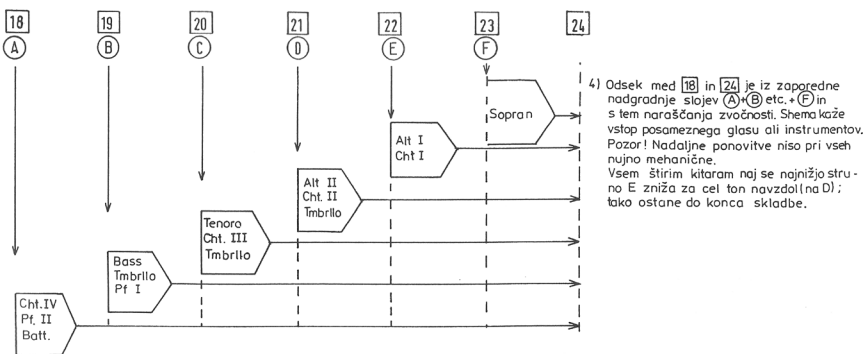 18 19 20 21 22 23 24
A B C D E F
Sopran
Alt I
Cht I
Alt II
Cht. II
Tmbrllo
Tenoro
Cht. III
Tmbrllo
Bass
Tmbrllo
Pf I
Cht. IV
Pf. II
Batt.
4) Odsek med 18 in 24 je iz zaporedne
nadgradnje slojev A+B etc.+F in
s tem naraščanja zvočnosti. Shema kaže
vstop posameznega glasu ali instrumentov.
Pozor! Nadaljne ponovitve niso pri vseh
nujno mehanične.
Vsem štirim kitaram naj se najnižjo stru-
no E zniža za cel ton navzdol (na D);
tako ostane do konca skladbe.